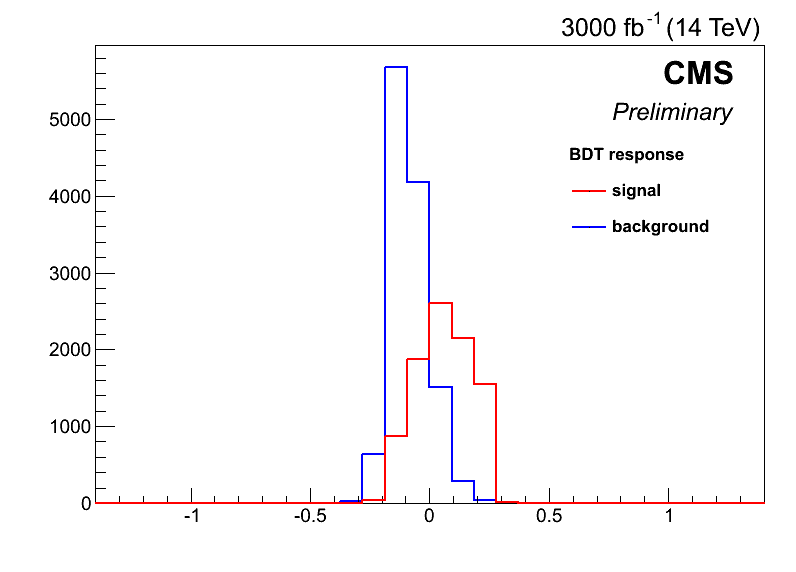 3000 fb⁻¹ (14 TeV)
CMS
Preliminary
BDT response
signal
background
5000
4000
3000
2000
1000
0
-1 -0.5 0 0.5 1